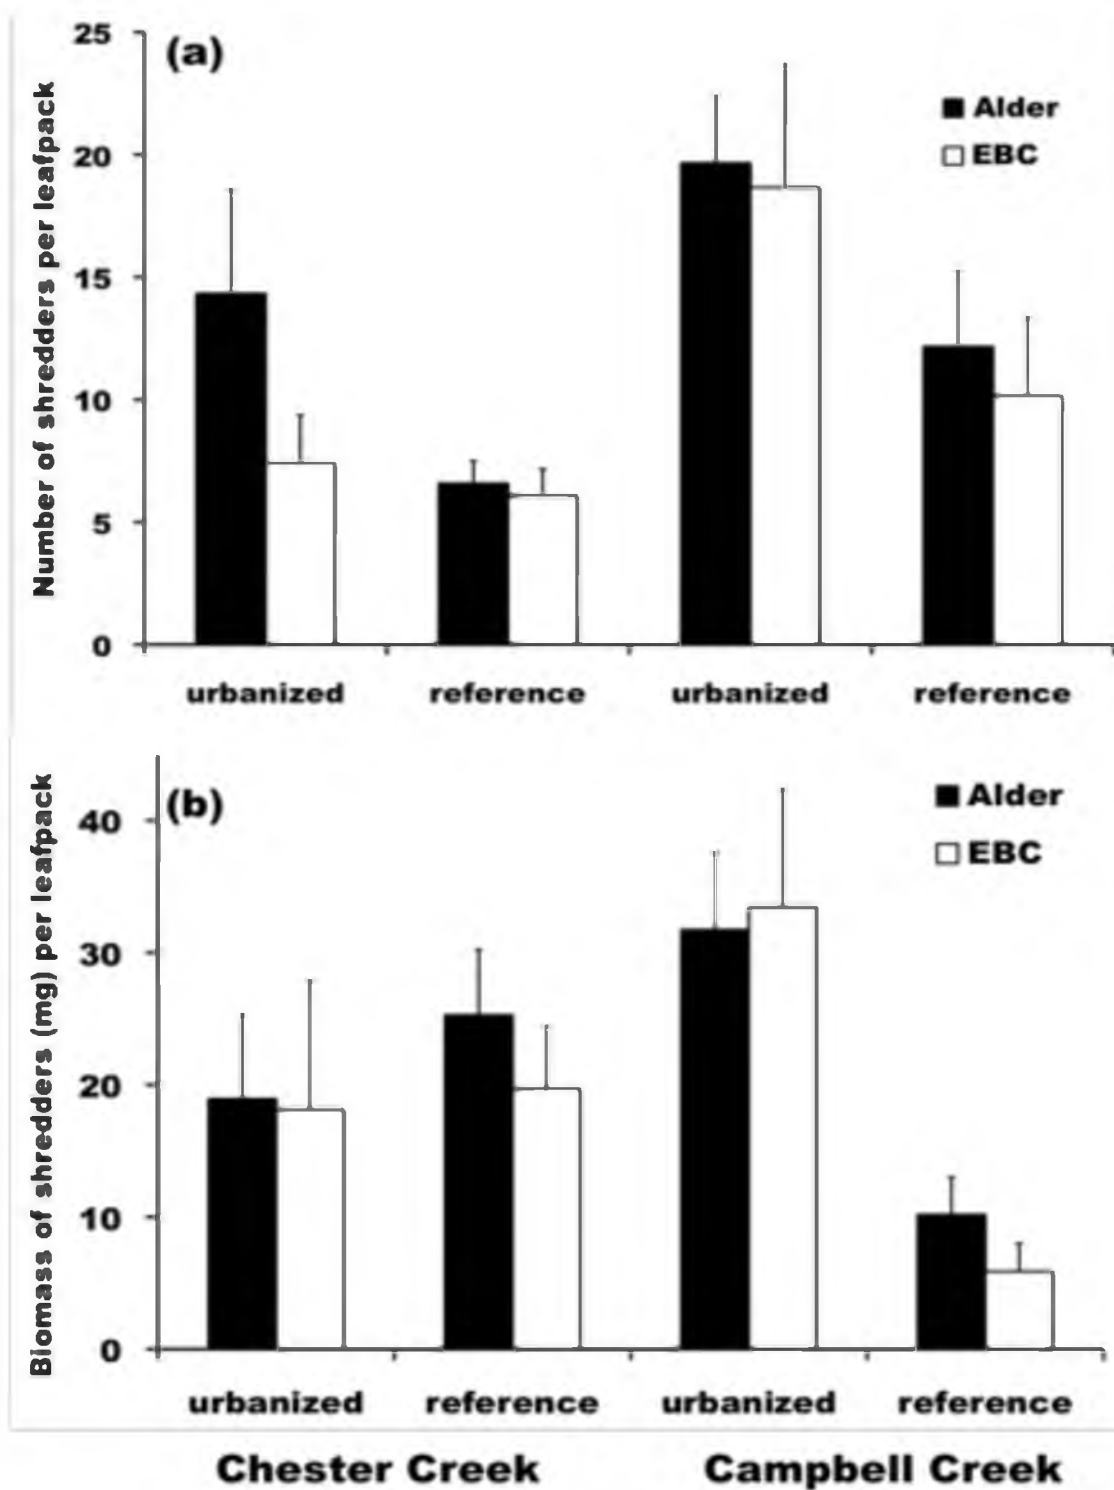 (a)
Number of shredders per leafpack
25
20
15
10
5
0
Alder
EBC
urbanized reference urbanized reference
(b)
Biomass of shredders (mg) per leafpack
40
30
20
10
0
Alder
EBC
urbanized reference urbanized reference
Chester Creek Campbell Creek